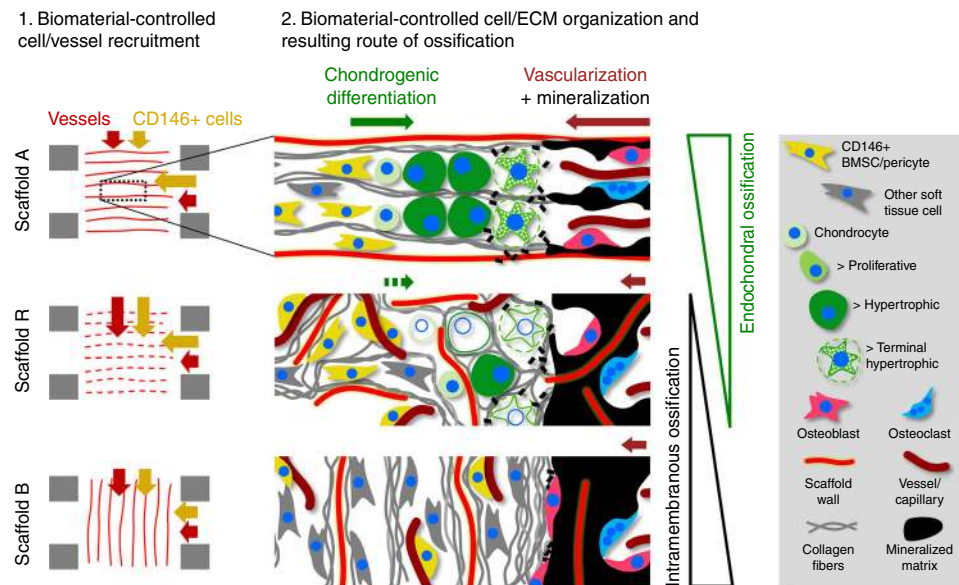 1. Biomaterial-controlled
cell/vessel recruitment
2. Biomaterial-controlled cell/ECM organization and
resulting route of ossification
Chondrogenic
differentiation
Vascularization
+ mineralization
Vessels
CD146+ cells
Scaffold A
Scaffold R
Scaffold B
Endochondral ossification
Intramembranous ossification
CD146+
BMSC/pericyte
Other soft
tissue cell
Chondrocyte
> Proliferative
> Hypertrophic
> Terminal
hypertrophic
Osteoblast
Osteoclast
Scaffold
wall
Vessel/
capillary
Collagen
fibers
Mineralized
matrix